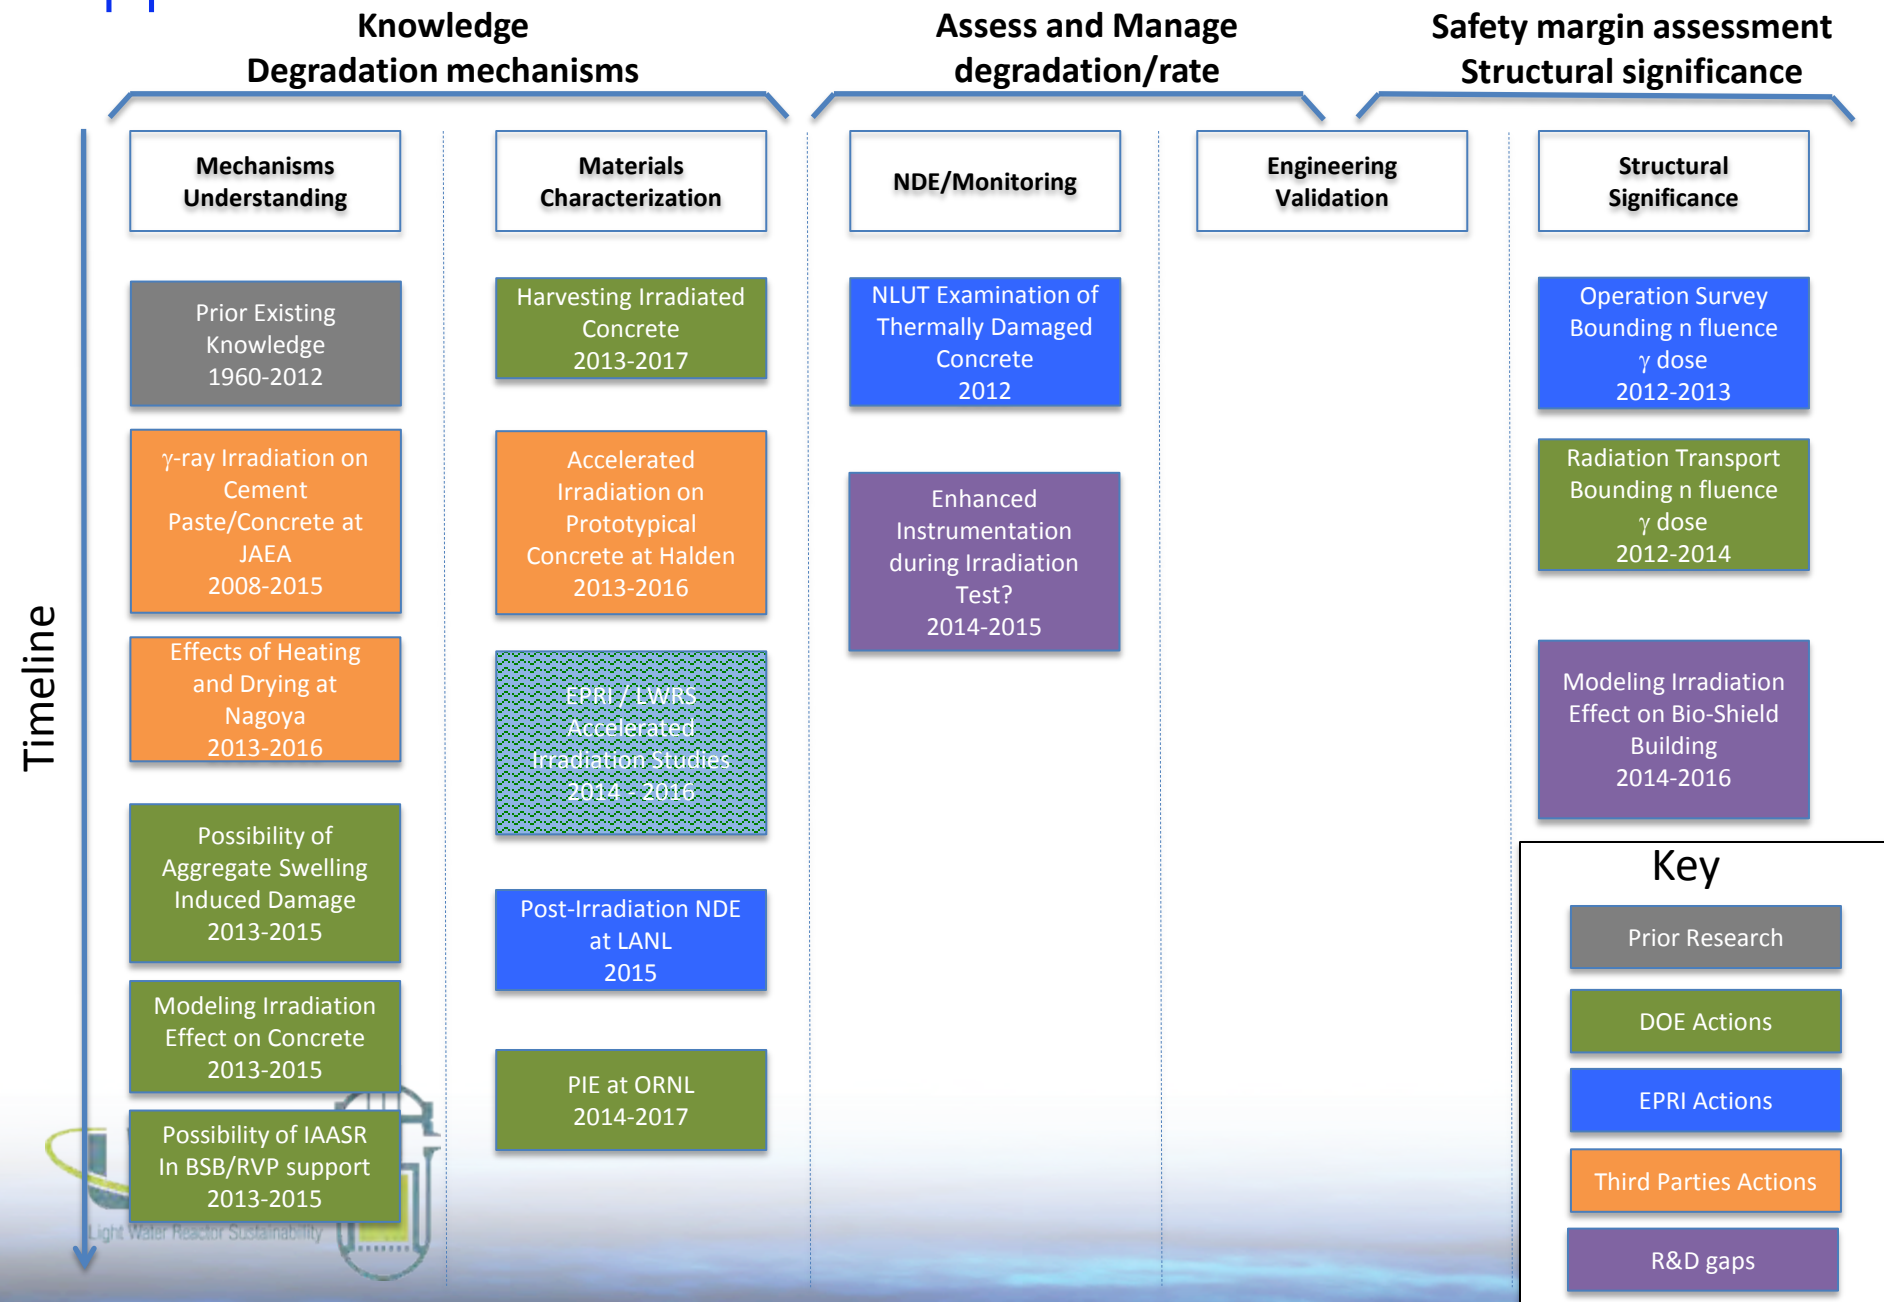 Knowledge
Degradation mechanisms
Assess and Manage
degradation/rate
Safety margin assessment
Structural significance
Timeline
Mechanisms
Understanding
Prior Existing
Knowledge
1960-2012
γ-ray Irradiation on
Cement
Paste/Concrete at
JAEA
2008-2015
Effects of Heating
and Drying at
Nagoya
2013-2016
Possibility of
Aggregate Swelling
Induced Damage
2013-2015
Modeling Irradiation
Effect on Concrete
2013-2015
Possibility of IAASR
In BSB/RVP support
2013-2015
Light Water Reactor Sustainability
Materials
Characterization
Harvesting Irradiated
Concrete
2013-2017
Accelerated
Irradiation on
Prototypical
Concrete at Halden
2013-2016
EPRI / LWRS
Accelerated
Irradiation Studies
2014 - 2016
Post-Irradiation NDE
at LANL
2015
PIE at ORNL
2014-2017
NDE/Monitoring
NLUT Examination of
Thermally Damaged
Concrete
2012
Enhanced
Instrumentation
during Irradiation
Test?
2014-2015
Engineering
Validation
Structural
Significance
Operation Survey
Bounding n fluence
γ dose
2012-2013
Radiation Transport
Bounding n fluence
γ dose
2012-2014
Modeling Irradiation
Effect on Bio-Shield
Building
2014-2016
Key
Prior Research
DOE Actions
EPRI Actions
Third Parties Actions
R&D gaps